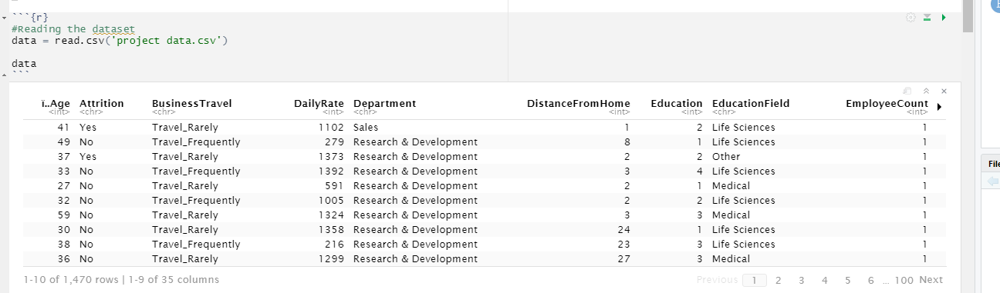 ```{r}
#Reading the dataset
data = read.csv('project data.csv')
data
```
ï..Age Attrition BusinessTravel DailyRate Department DistanceFromHome Education EducationField EmployeeCount
<int> <chr> <chr> <int> <chr> <int> <int> <chr> <int>
41 Yes Travel_Rarely 1102 Sales 1 2 Life Sciences 1
49 No Travel_Frequently 279 Research & Development 8 1 Life Sciences 1
37 Yes Travel_Rarely 1373 Research & Development 2 2 Other 1
33 No Travel_Frequently 1392 Research & Development 3 4 Life Sciences 1
27 No Travel_Rarely 591 Research & Development 2 1 Medical 1
32 No Travel_Frequently 1005 Research & Development 2 2 Life Sciences 1
59 No Travel_Rarely 1324 Research & Development 3 3 Medical 1
30 No Travel_Rarely 1358 Research & Development 24 1 Life Sciences 1
38 No Travel_Frequently 216 Research & Development 23 3 Life Sciences 1
36 No Travel_Rarely 1299 Research & Development 27 3 Medical 1
1-10 of 1,470 rows | 1-9 of 35 columns Previous 1 2 3 4 5 6 ... 100 Next